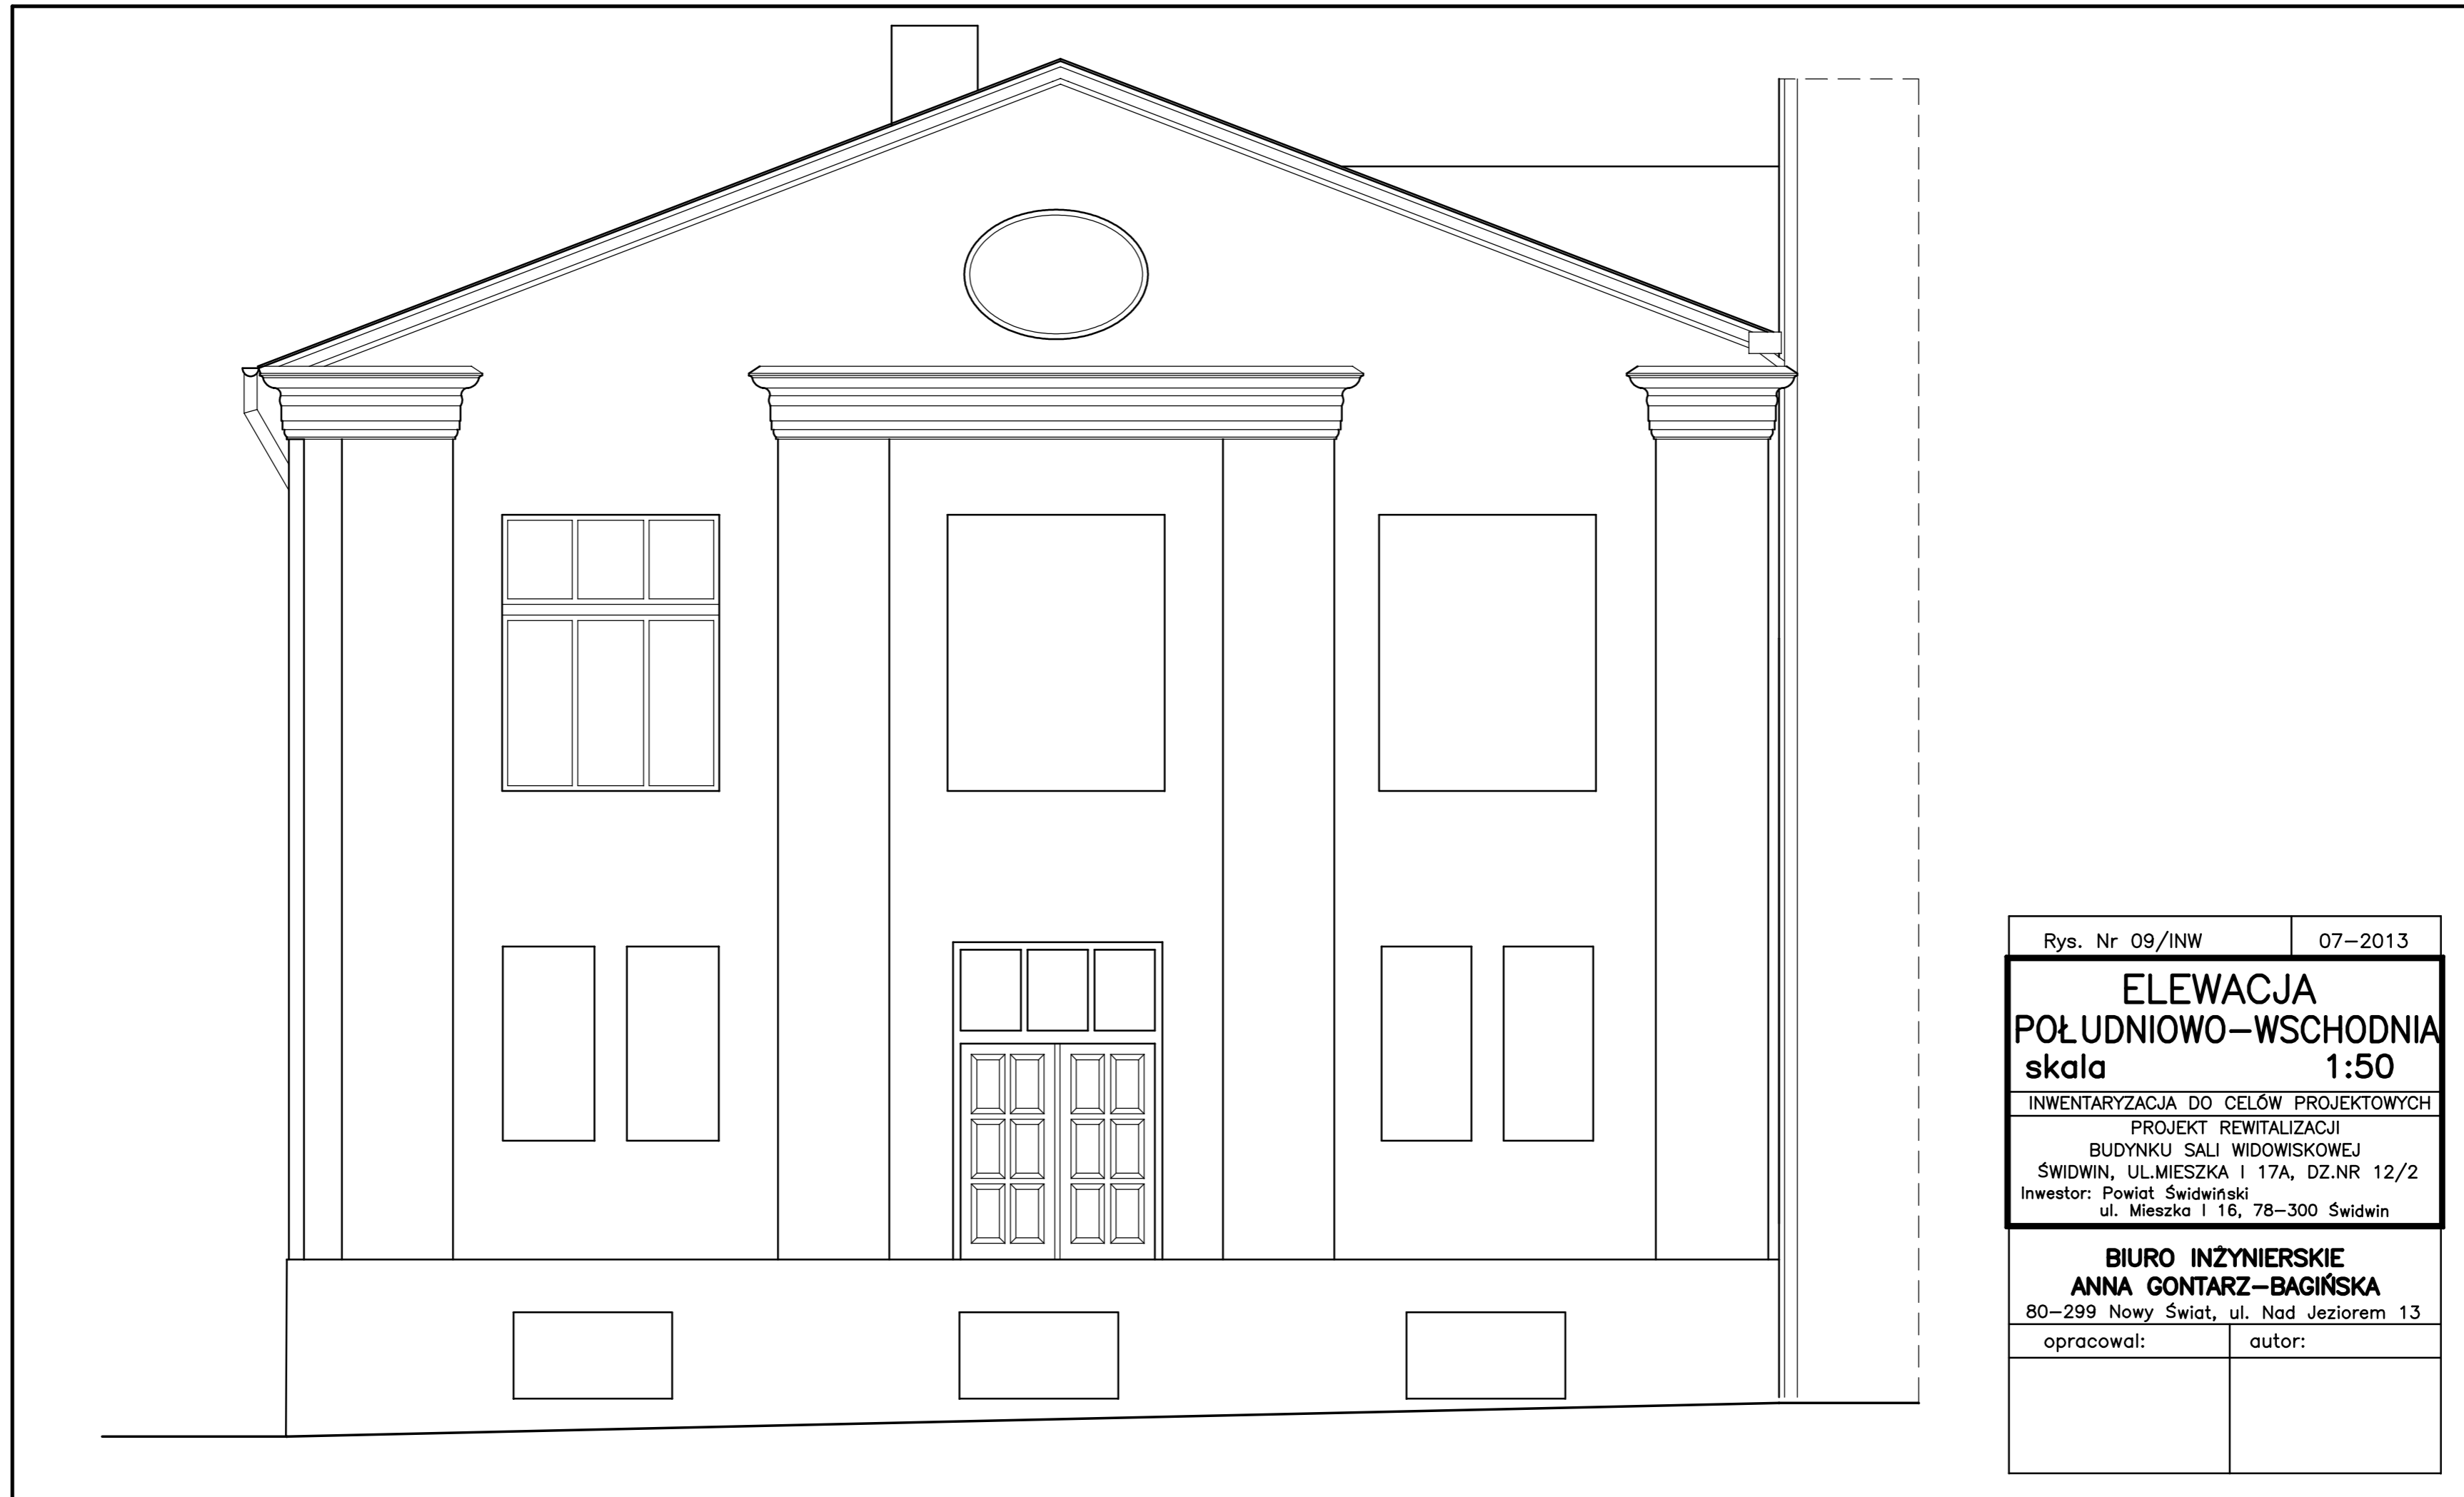 Rys. Nr 09/INW 07-2013
ELEWACJA
POŁUDNIOWO-WSCHODNIA
skala 1:50
INWENTARYZACJA DO CELÓW PROJEKTOWYCH
PROJEKT REWITALIZACJI
BUDYNKU SALI WIDOWISKOWEJ
ŚWIDWIN, UL.MIESZKA I 17A, DZ.NR 12/2
Inwestor: Powiat Świdwiński
ul. Mieszka I 16, 78-300 Świdwin
BIURO INŻYNIERSKIE
ANNA GONTARZ-BAGIŃSKA
80-299 Nowy Świat, ul. Nad Jeziorem 13
opracowal: autor: